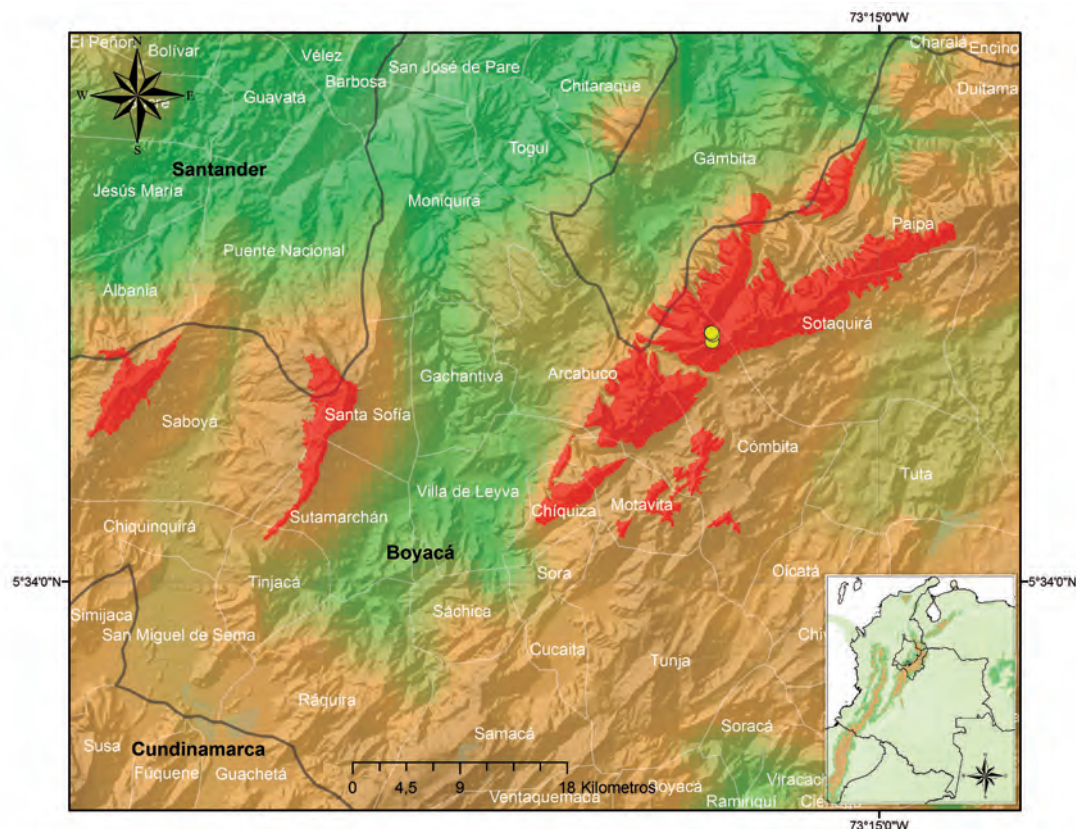 73°15'0"W
El Peñon
Bolívar
Vélez
Charalá
Encino
San José de Pare
Barbosa
Chitaraque
Duitama
Guavatá
N
W
E
S
Togui
Gámbita
Santander
Jesús María
Moniquirá
Paipa
Puente Nacional
Albania
Sotaquirá
Gachantivá
Arcabuco
Saboyá
Santa Sofía
Cómbita
Tuta
Villa de Leyva
Chíquiza
Motavita
Sutamarchán
Chiquinquirá
Boyacá
5°34'0"N
Tinjacá
Sora
Oicatá
5°34'0"N
Simijaca
Sáchica
San Miguel de Sema
Cucaita
Tunja
Ráquira
Soracá
Samacá
Susa
Cundinamarca
Fúquene
Guachetá
0
4,5
9
18 Kilometros
Ventaquemada
Boyacá
Ramiriquí
73°15'0"W